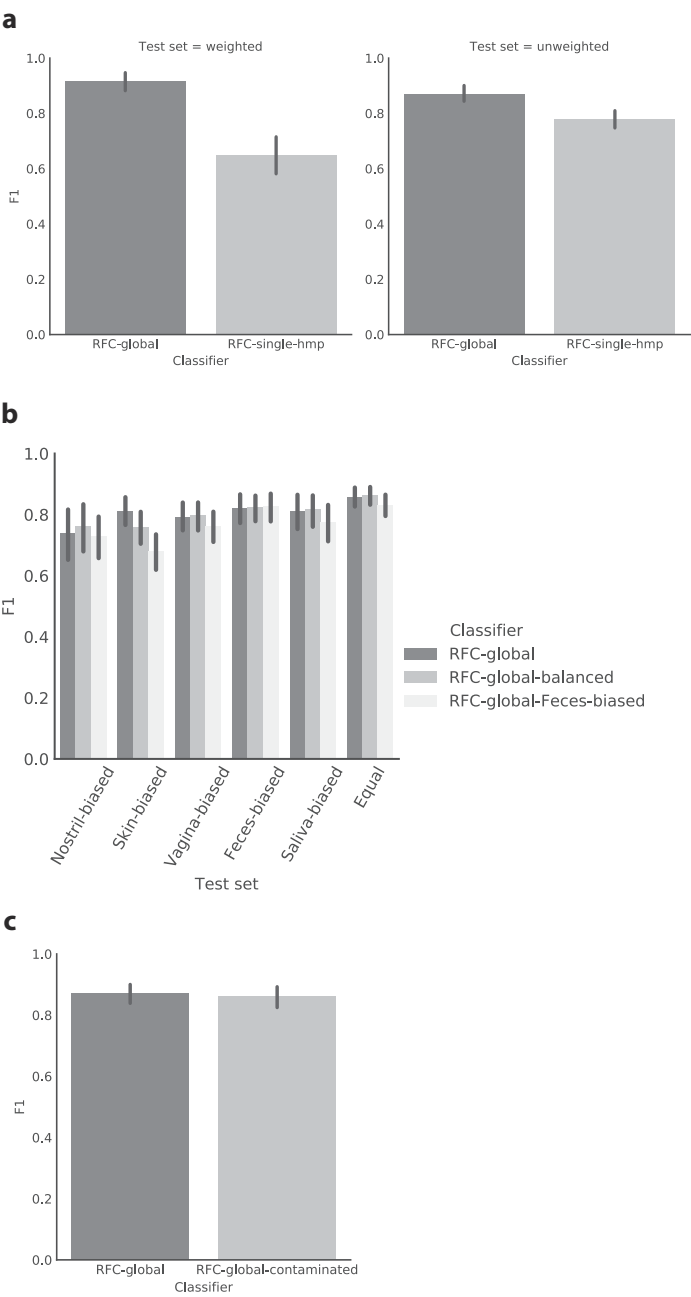 a
Test set = weighted
Test set = unweighted
1.0
0.8
0.6
0.4
0.2
0.0
F1
RFC-global
RFC-single-hmp
Classifier
1.0
0.8
0.6
0.4
0.2
0.0
RFC-global
RFC-single-hmp
Classifier
b
1.0
0.8
0.6
0.4
0.2
0.0
F1
Nostril-biased
Skin-biased
Vagina-biased
Feces-biased
Saliva-biased
Equal
Test set
Classifier
RFC-global
RFC-global-balanced
RFC-global-Feces-biased
c
1.0
0.8
0.6
0.4
0.2
0.0
F1
RFC-global
RFC-global-contaminated
Classifier